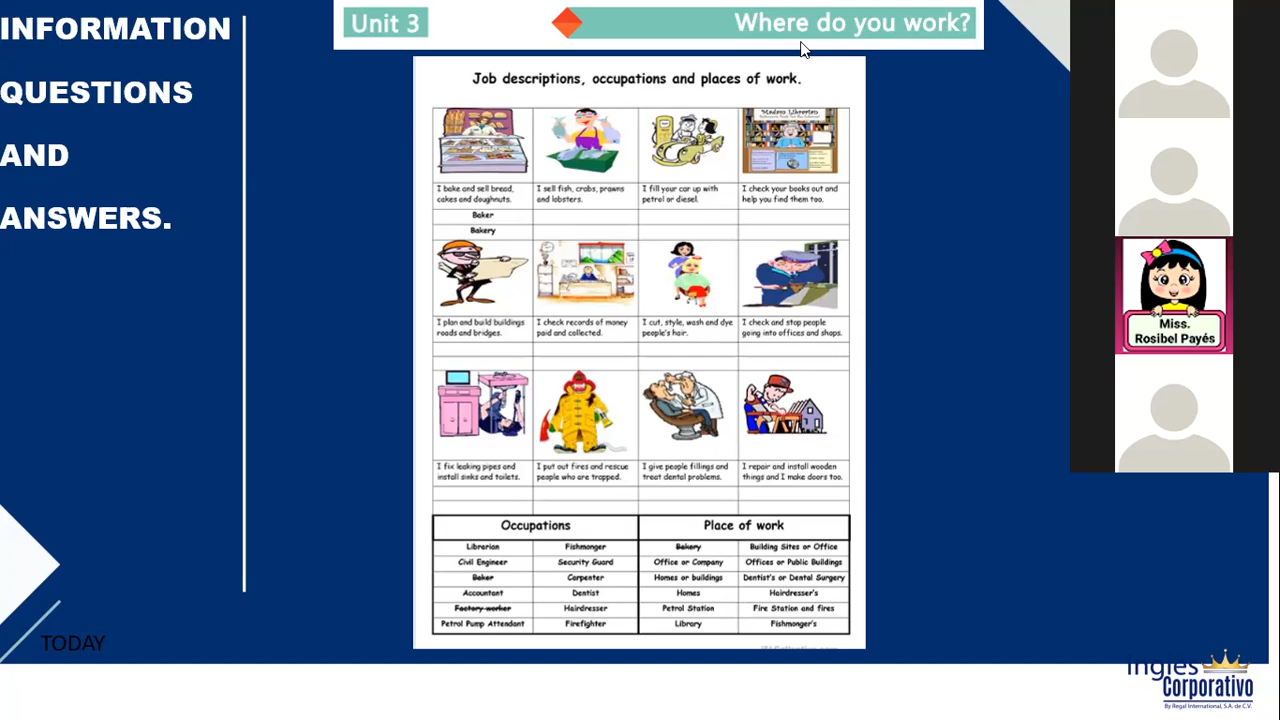 INFORMATION
QUESTIONS
AND
ANSWERS.
Unit 3
Where do you work?
Job descriptions, occupations and places of work.
I bake and sell bread,
cakes and doughnuts.
I sell fish, crabs, prawns
and lobsters.
I fill your car up with
petrol or diesel.
I check your books out and
help you find them too.
Baker
Bakery
I plan and build buildings
roads and bridges.
I check records of money
paid and collected.
I cut, style, wash and dye
people's hair.
I check and stop people
going into offices and shops.
I fix leaking pipes and
install sinks and toilets.
I put out fires and rescue
people who are trapped.
I give people fillings and
treat dental problems.
I repair and install wooden
things and I make doors too.
Occupations
Place of work
Librarian
Fishmonger
Bakery
Building Sites or Office
Civil Engineer
Security Guard
Office or Company
Offices or Public Buildings
Baker
Carpenter
Homes or buildings
Dentist's or Dental Surgery
Accountant
Dentist
Homes
Hairdresser's
Factory worker
Hairdresser
Petrol Station
Fire Station and fires
Petrol Pump Attendant
Firefighter
Library
Fishmonger's
TODAY
Miss.
Rosibel Payés
Ingles
Corporativo
By Regal International, S.A. de C.V.